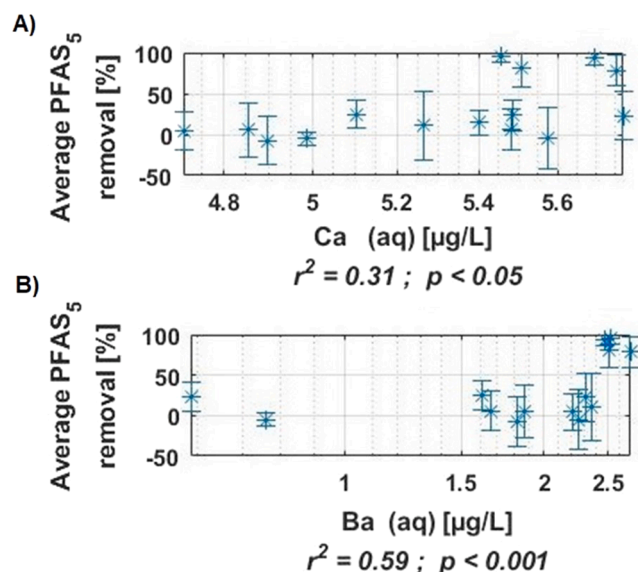 A)
Average PFAS5
removal [%]
100
50
0
-50
4.8 5 5.2 5.4 5.6
Ca (aq) [µg/L]
r2 = 0.31 ; p < 0.05
B)
Average PFAS5
removal [%]
100
50
0
-50
1 1.5 2 2.5
Ba (aq) [µg/L]
r2 = 0.59 ; p < 0.001